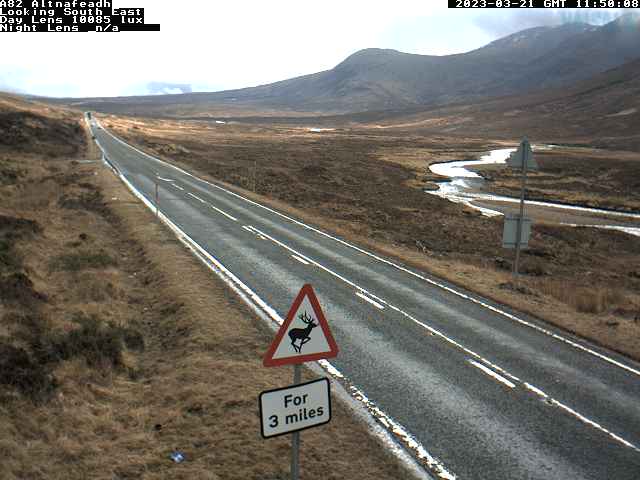 A82 Altnafeadh
Looking South East
Day Lens 10085 lux
Night Lens  n/a
2023-03-21 GMT 11:50:08
For
3 miles